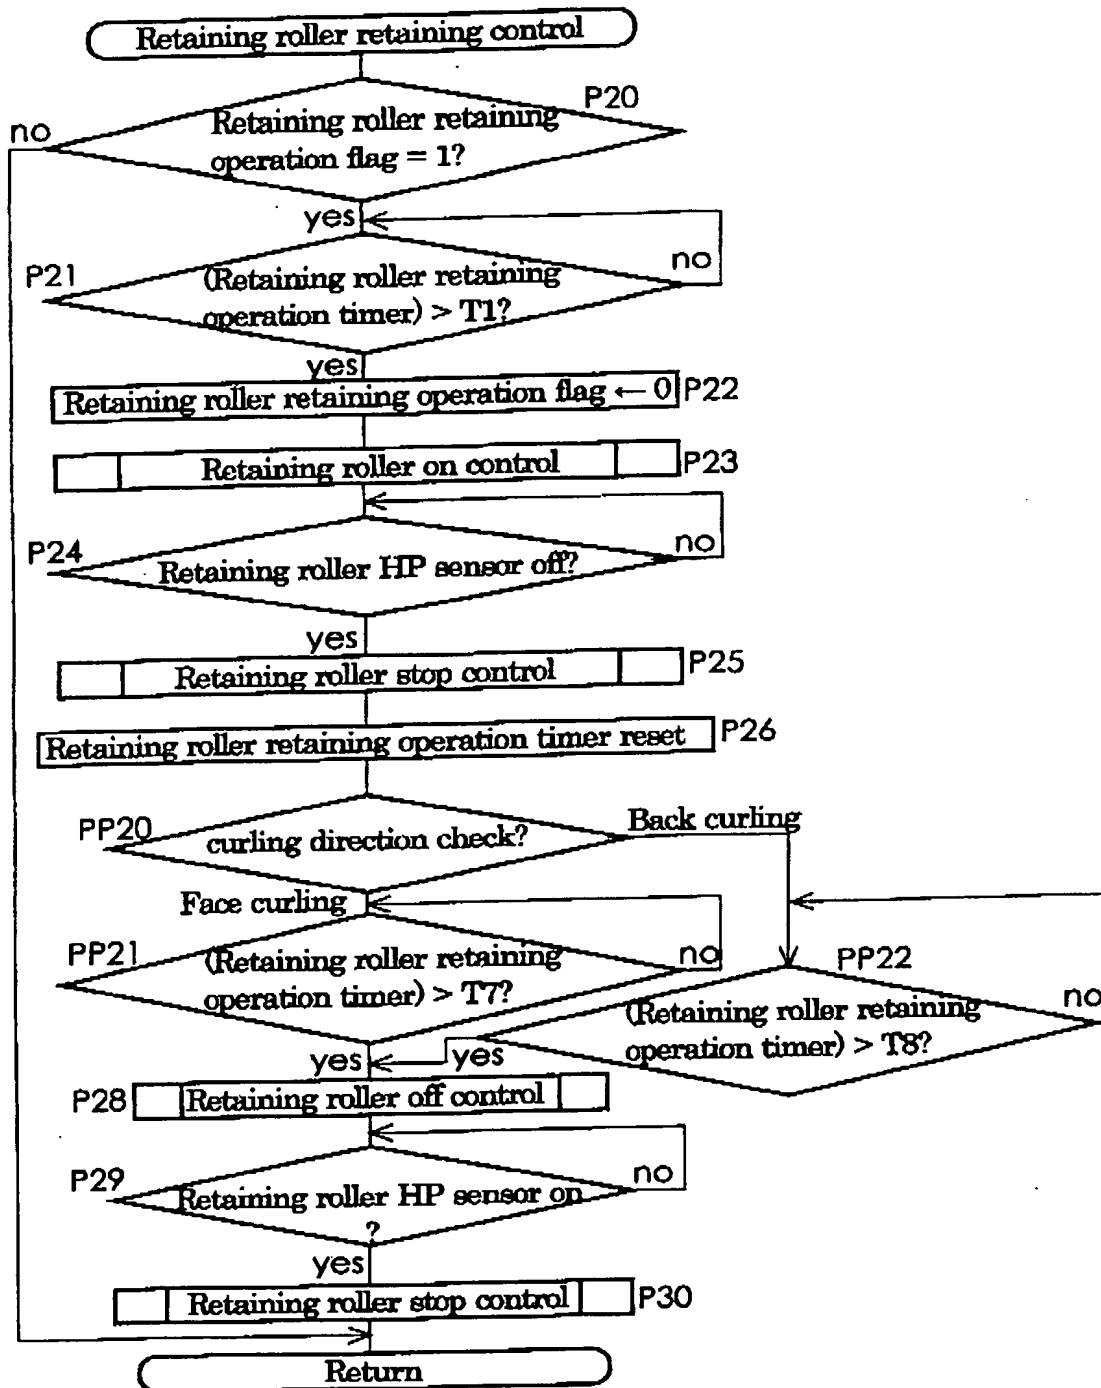 Retaining roller retaining control
P20
no
Retaining roller retaining
operation flag = 1?
yes
no
P21
(Retaining roller retaining
operation timer) > T1?
yes
Retaining roller retaining operation flag ← 0
P22
Retaining roller on control
P23
P24
no
Retaining roller HP sensor off?
yes
Retaining roller stop control
P25
Retaining roller retaining operation timer reset
P26
PP20
curling direction check?
Back curling
Face curling
PP21
(Retaining roller retaining
operation timer) > T7?
no
PP22
(Retaining roller retaining
operation timer) > T8?
no
yes
yes
P28
Retaining roller off control
P29
no
Retaining roller HP sensor on
?
yes
Retaining roller stop control
P30
Return